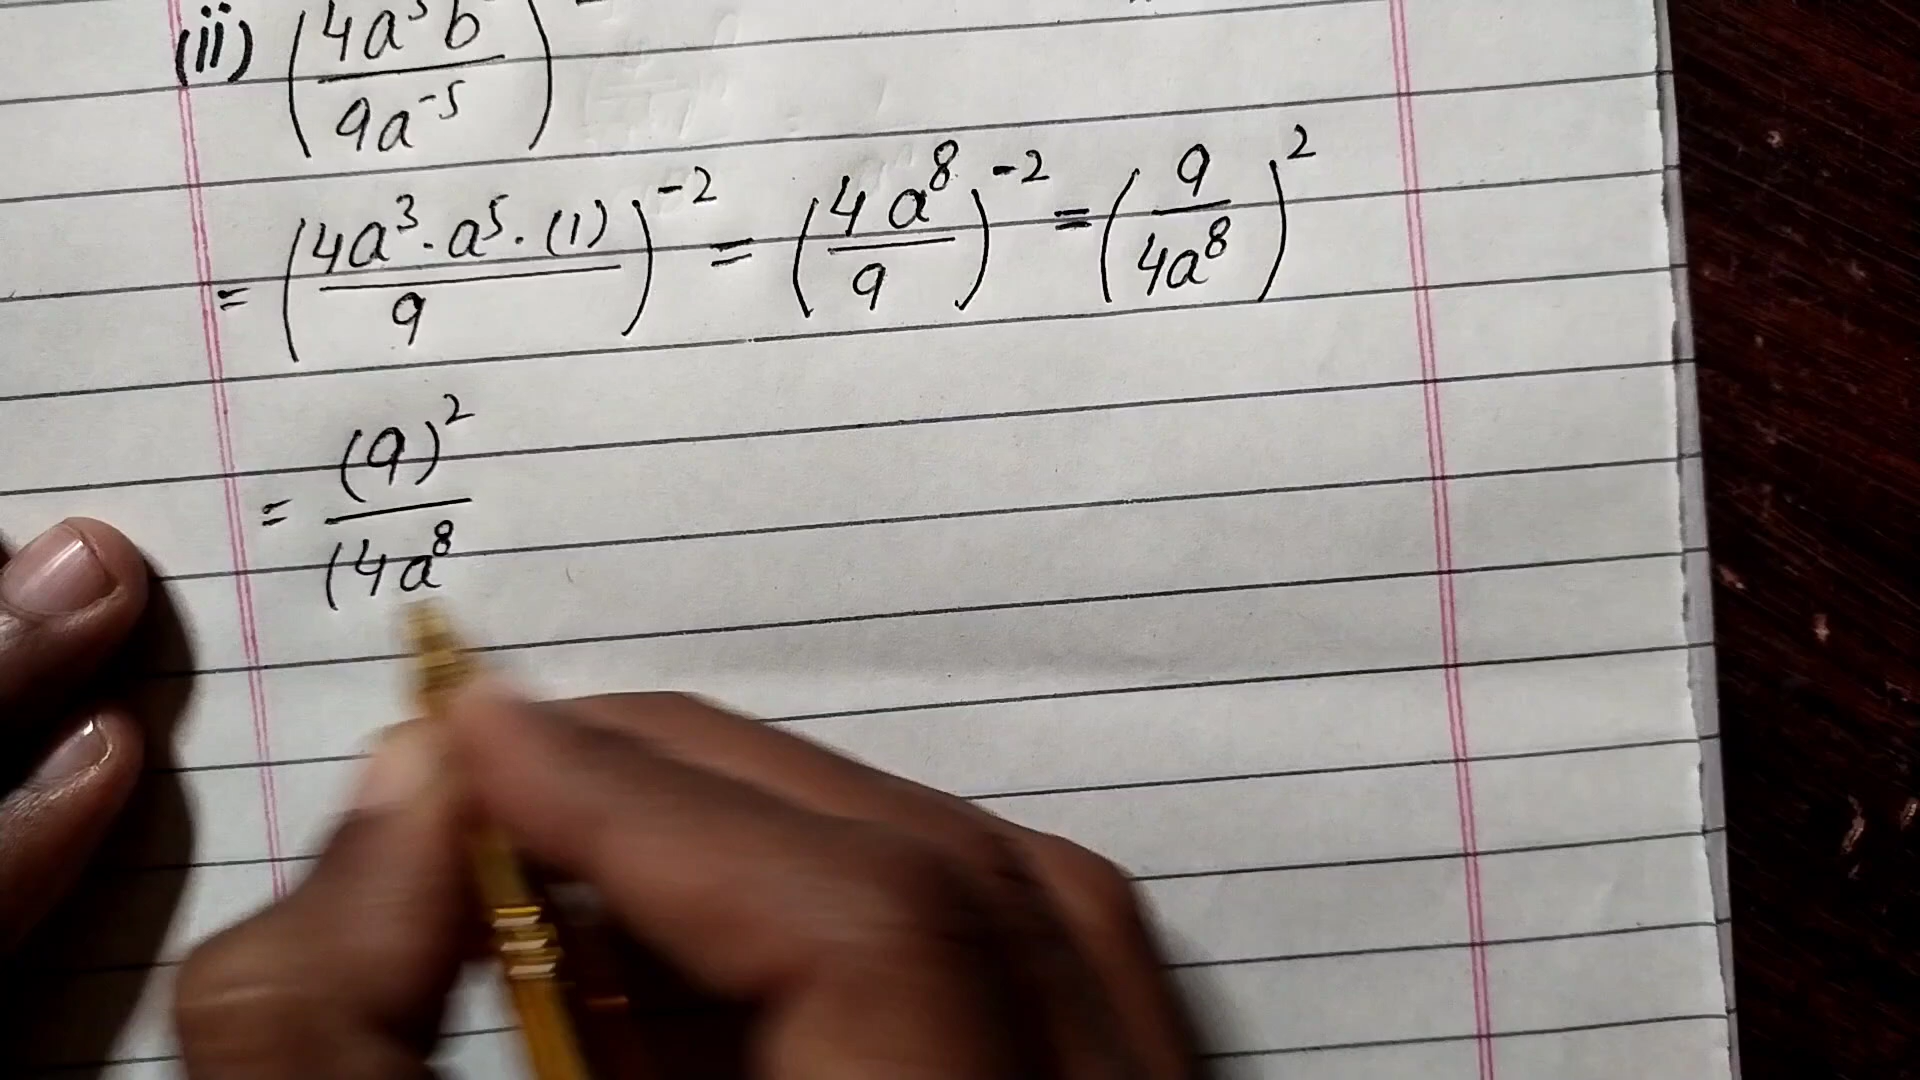 (ii) (4a³b / 9a⁻⁵)
= (4a³ · a⁵ · (1) / 9)⁻² = (4a⁸ / 9)⁻² = (9 / 4a⁸)²
= (9)² / (4a⁸